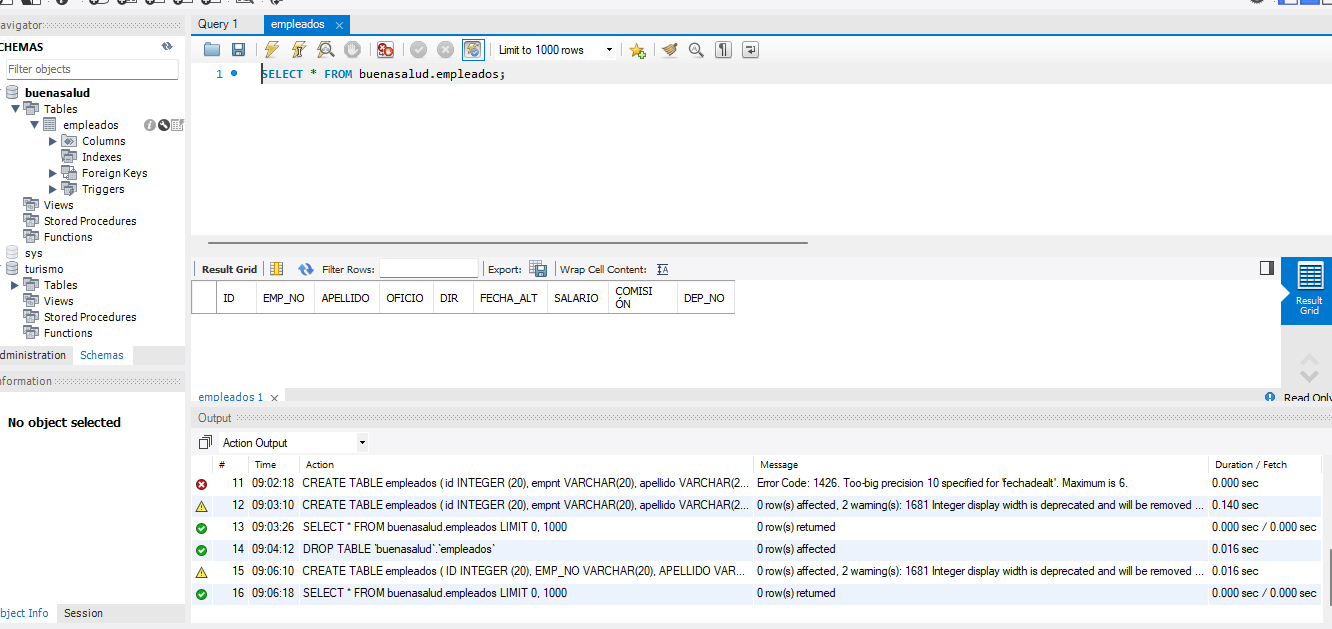 Query 1 empleados
avigator
CHEMAS
Filter objects
buenasalud
Tables
empleados
Columns
Indexes
Foreign Keys
Triggers
Views
Stored Procedures
Functions
sys
turismo
Tables
Views
Stored Procedures
Functions
dministration Schemas
nformation
No object selected
bject Info Session
Limit to 1000 rows
1 SELECT * FROM buenasalud.empleados;
Result Grid Filter Rows: Export: Wrap Cell Content: IA
ID EMP_NO APELLIDO OFICIO DIR FECHA_ALT SALARIO COMISI
ÓN DEP_NO
Result
Grid
empleados 1
Read Only
Output
Action Output
# Time Action Message Duration / Fetch
11 09:02:18 CREATE TABLE empleados ( id INTEGER (20), empnt VARCHAR(20), apellido VARCHAR(2... Error Code: 1426. Too-big precision 10 specified for 'fechadealt'. Maximum is 6. 0.000 sec
12 09:03:10 CREATE TABLE empleados ( id INTEGER (20), empnt VARCHAR(20), apellido VARCHAR(2... 0 row(s) affected, 2 warning(s): 1681 Integer display width is deprecated and will be removed ... 0.140 sec
13 09:03:26 SELECT * FROM buenasalud.empleados LIMIT 0, 1000 0 row(s) returned 0.000 sec / 0.000 sec
14 09:04:12 DROP TABLE `buenasalud`.`empleados` 0 row(s) affected 0.016 sec
15 09:06:10 CREATE TABLE empleados ( ID INTEGER (20), EMP_NO VARCHAR(20), APELLIDO VAR... 0 row(s) affected, 2 warning(s): 1681 Integer display width is deprecated and will be removed ... 0.016 sec
16 09:06:18 SELECT * FROM buenasalud.empleados LIMIT 0, 1000 0 row(s) returned 0.000 sec / 0.000 sec